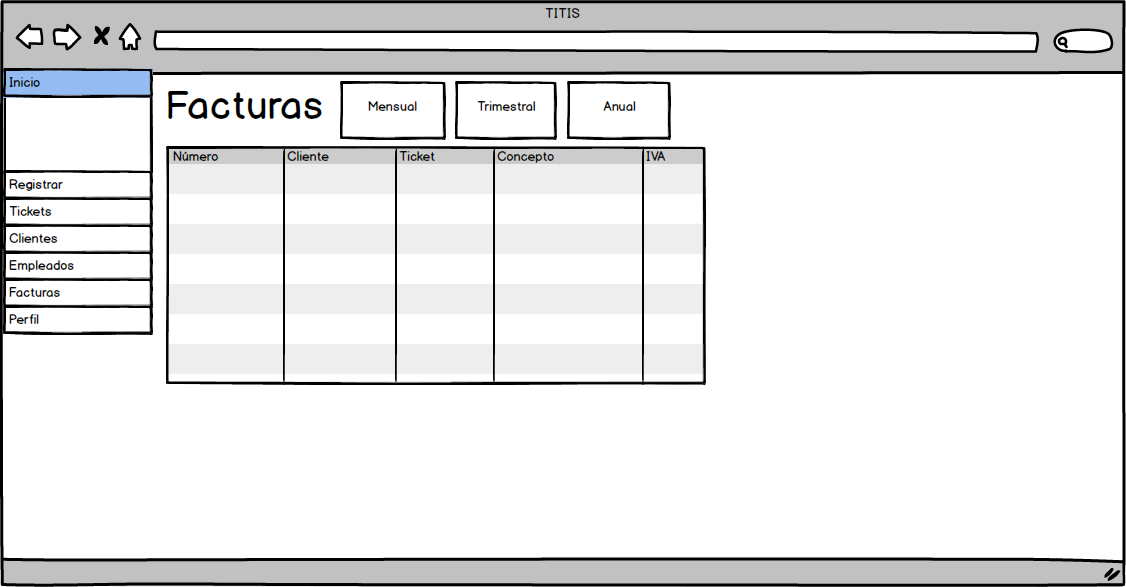 TITIS
Inicio
Registrar
Tickets
Clientes
Empleados
Facturas
Perfil
Facturas
Mensual
Trimestral
Anual
Número Cliente Ticket Concepto IVA